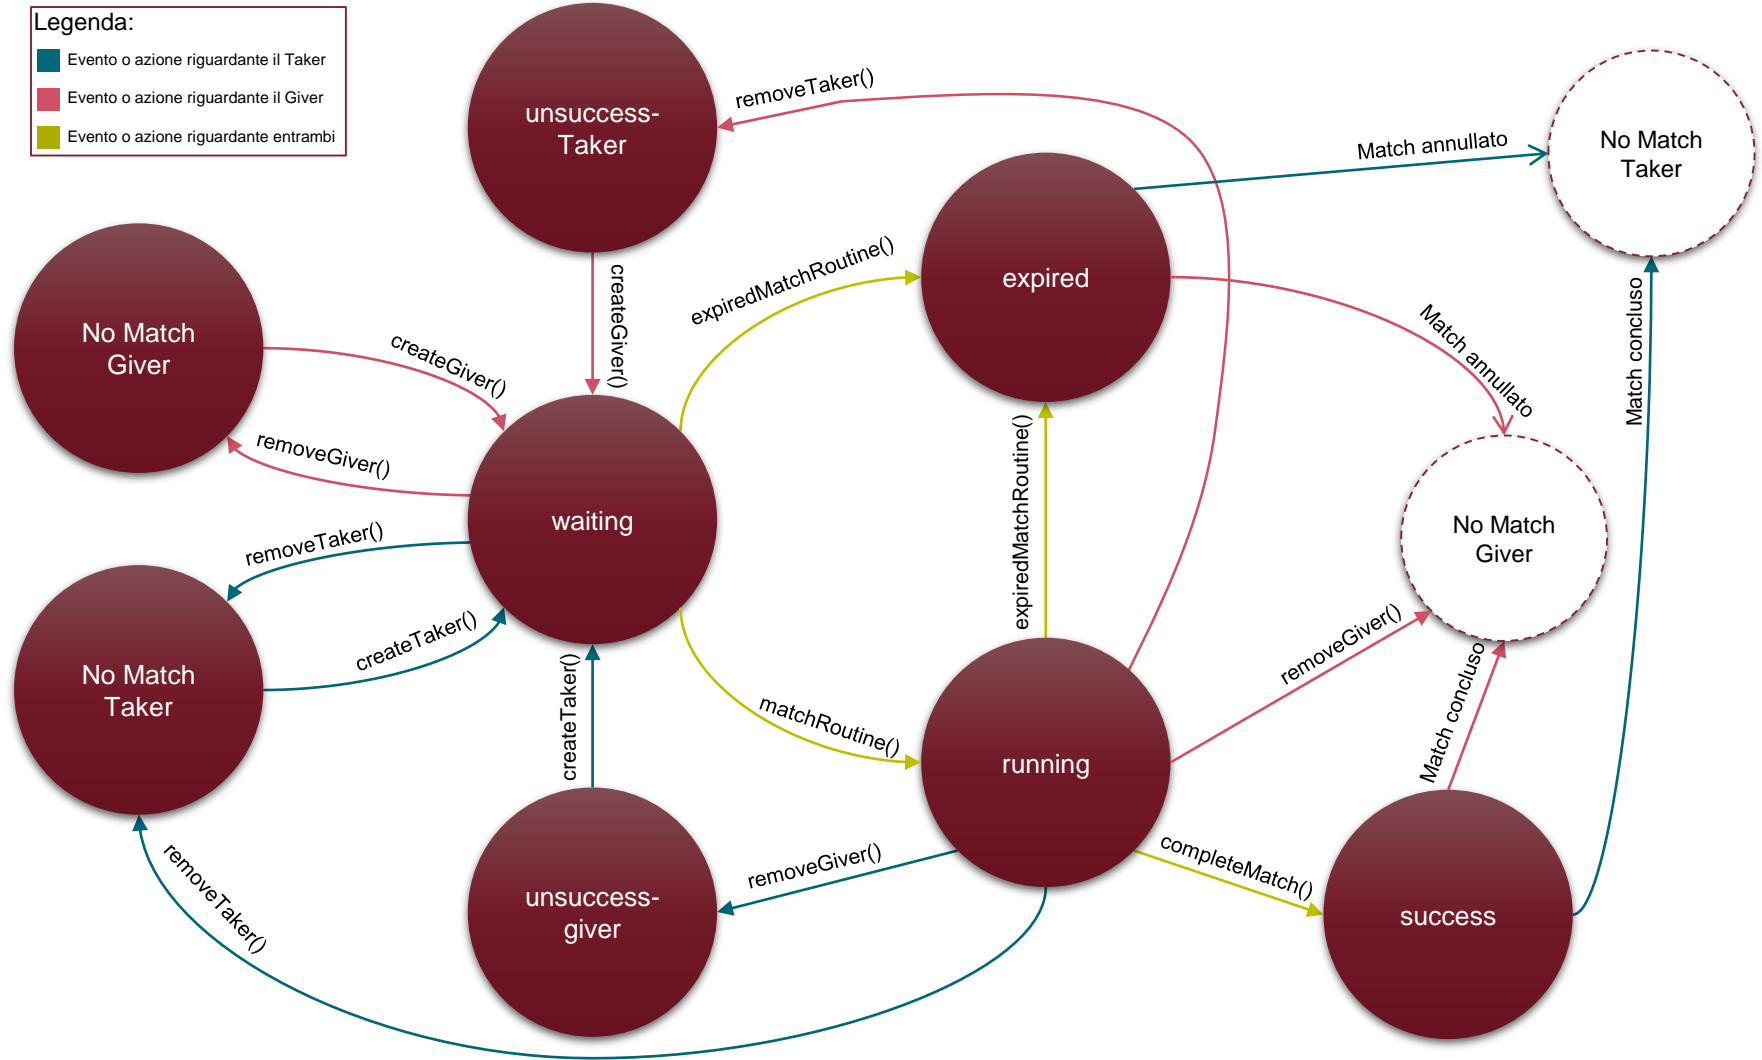 Legenda:
Evento o azione riguardante il Taker
Evento o azione riguardante il Giver
Evento o azione riguardante entrambi
unsuccess-
Taker
removeTaker()
Match annullato
No Match
Taker
expired
expiredMatchRoutine()
createGiver()
No Match
Giver
createGiver()
removeGiver()
Match annullato
Match concluso
waiting
removeTaker()
createTaker()
No Match
Taker
expiredMatchRoutine()
No Match
Giver
removeGiver()
Match concluso
createTaker()
matchRoutine()
running
removeTaker()
unsuccess-
giver
removeGiver()
completeMatch()
success